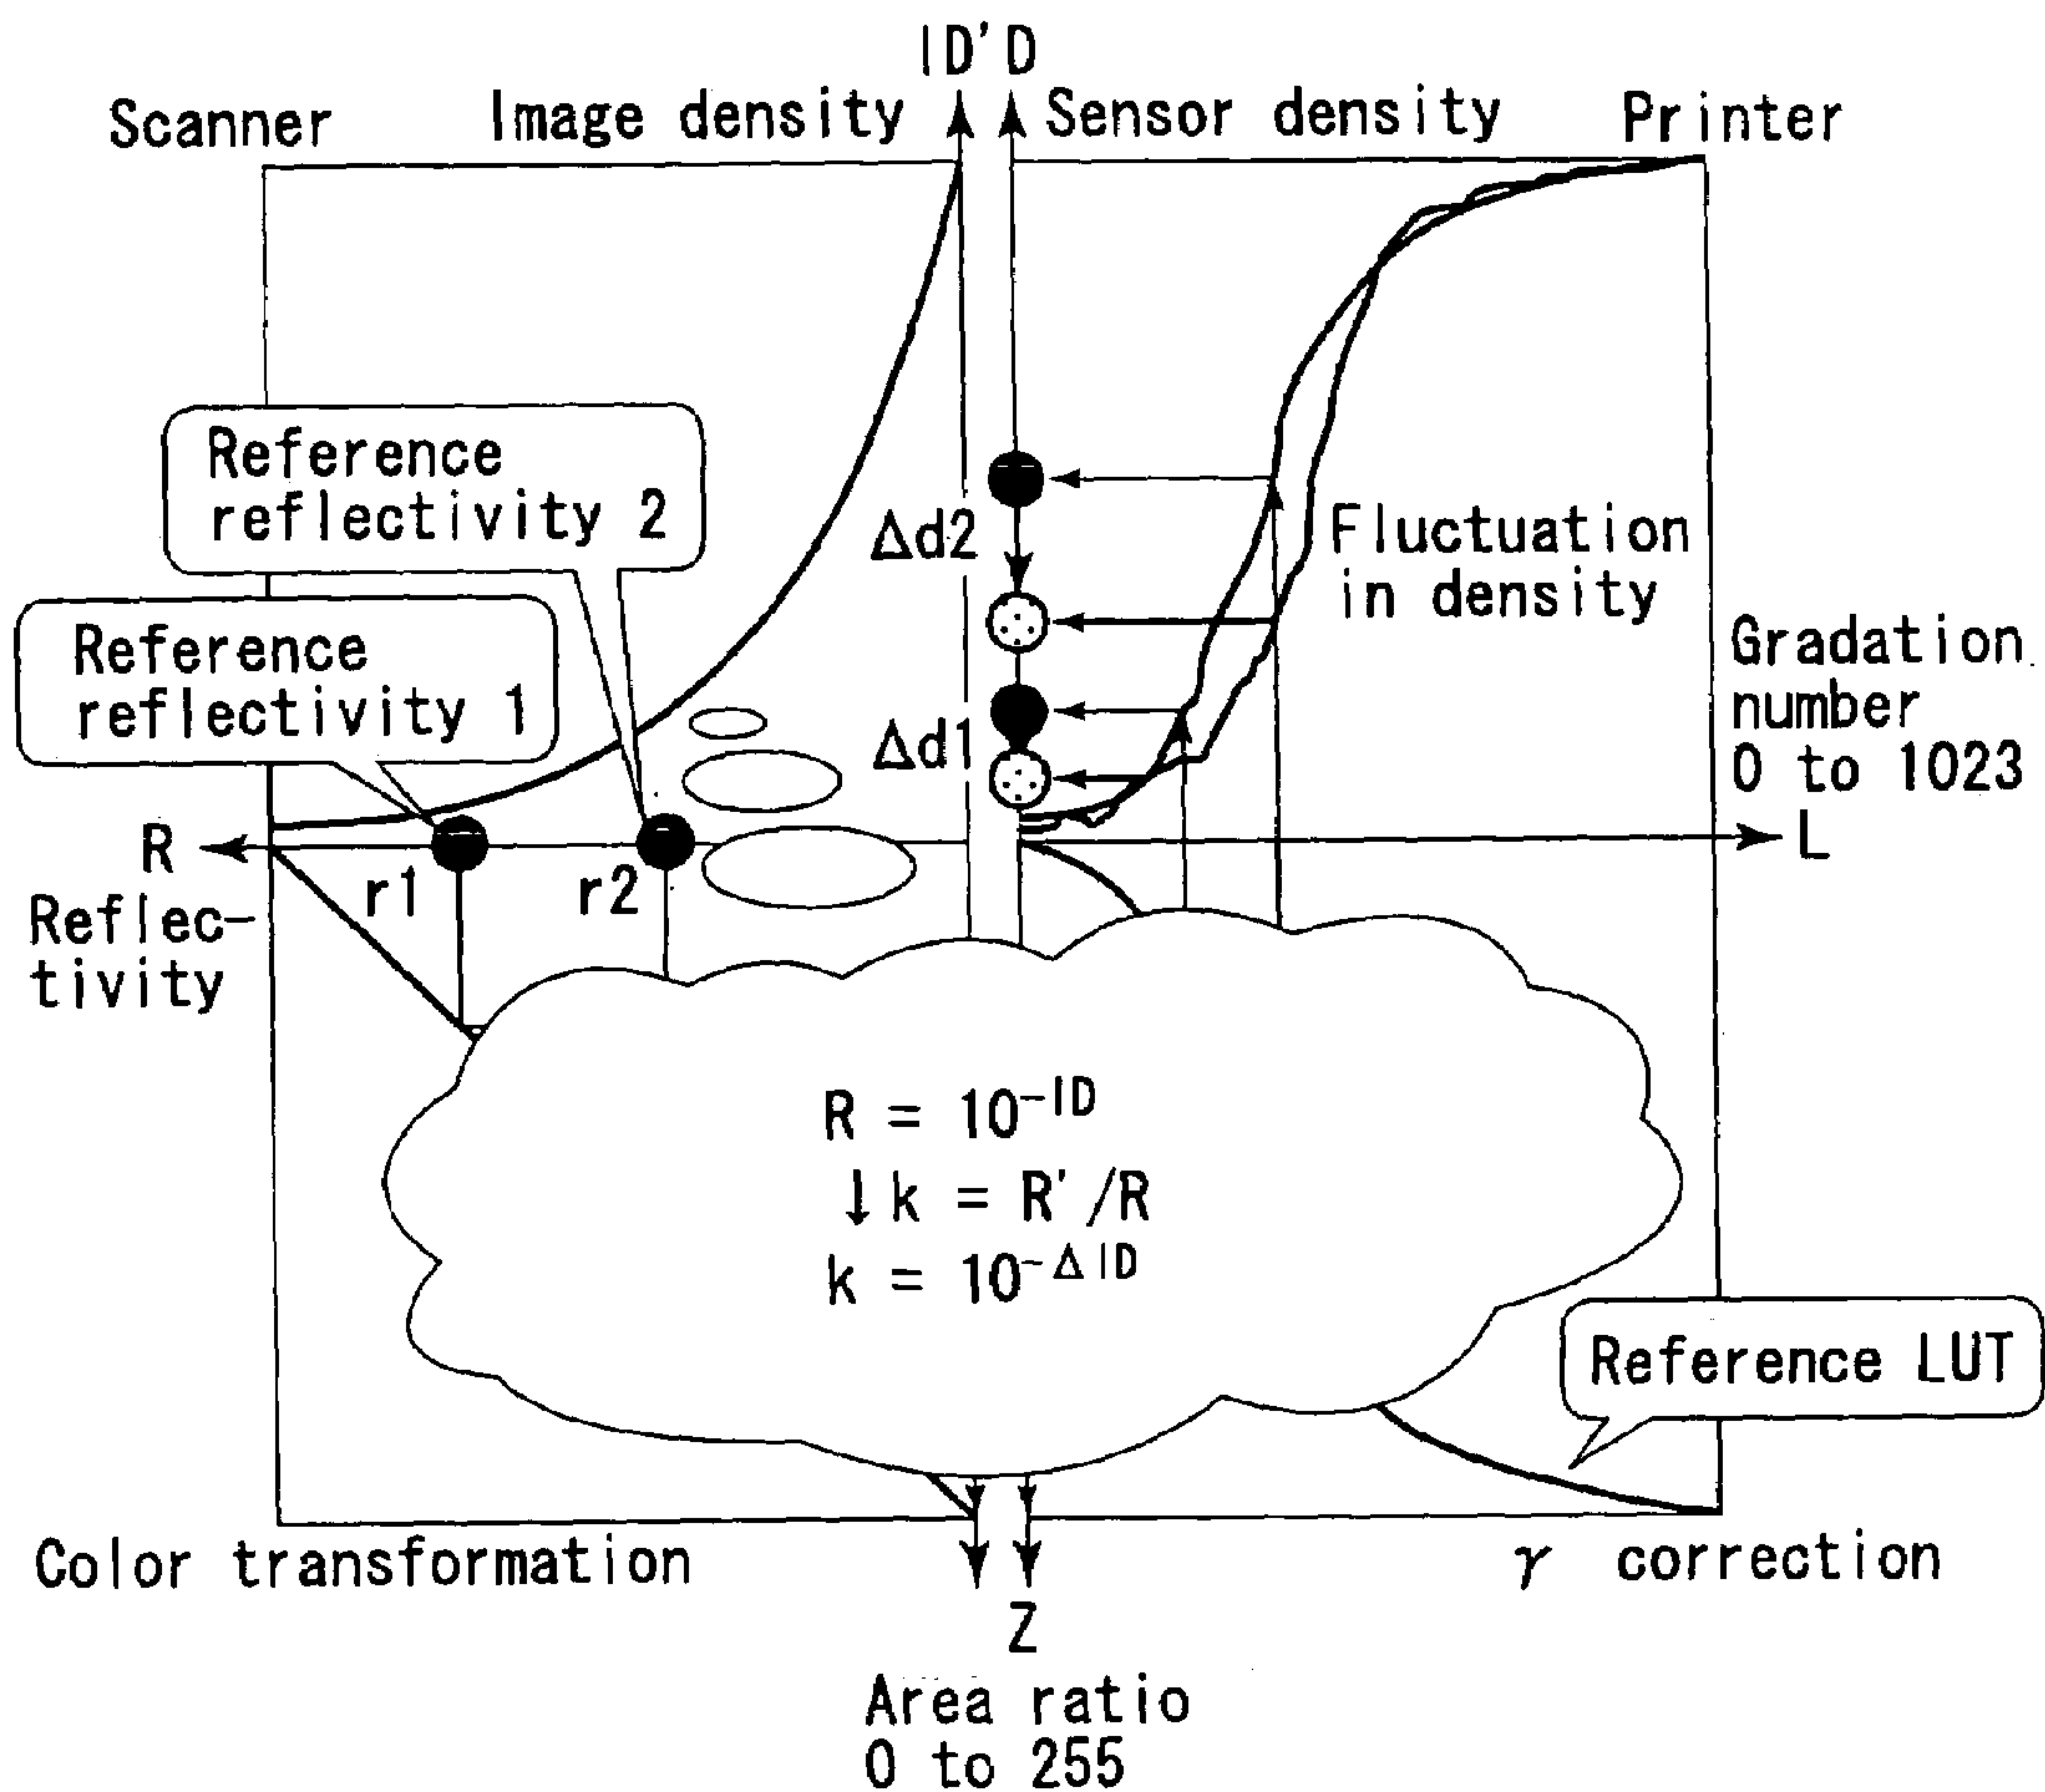 ID'D
Scanner
Image density
Sensor density
Printer
Reference
reflectivity 2
Δd2
Fluctuation
in density
Reference
reflectivity 1
Δd1
Gradation
number
0 to 1023
R
L
r1
r2
Reflec-
tivity
R = 10⁻ᴵᴰ
↓k = R'/R
k = 10⁻ᐃᴵᴰ
Reference LUT
Color transformation
γ correction
Z
Area ratio
0 to 255